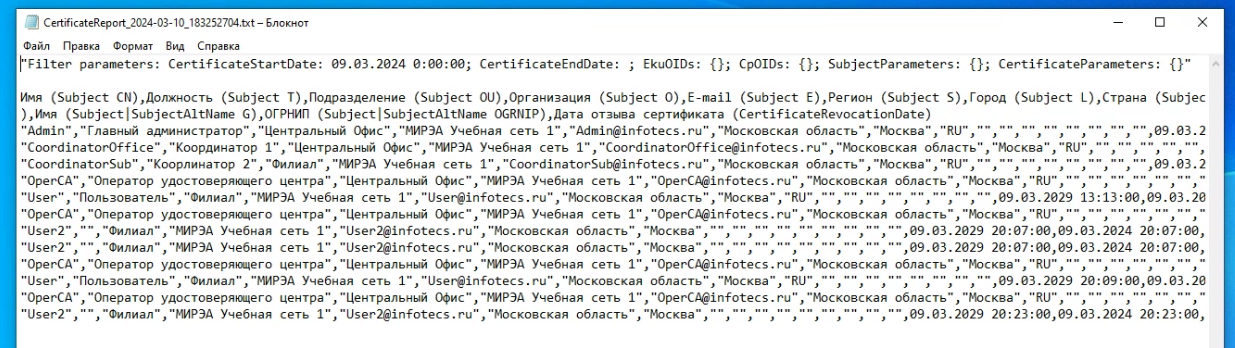 CertificateReport_2024-03-10_183252704.txt – Блокнот
Файл Правка Формат Вид Справка
"Filter parameters: CertificateStartDate: 09.03.2024 0:00:00; CertificateEndDate: ; EkuOIDs: {}; CpOIDs: {}; SubjectParameters: {}; CertificateParameters: {}"
Имя (Subject CN),Должность (Subject T),Подразделение (Subject OU),Организация (Subject O),E-mail (Subject E),Регион (Subject S),Город (Subject L),Страна (Subjec
),Имя (Subject|SubjectAltName G),ОГРНИП (Subject|SubjectAltName OGRNIP),Дата отзыва сертификата (CertificateRevocationDate)
"Admin","Главный администратор","Центральный Офис","МИРЭА Учебная сеть 1","Admin@infotecs.ru","Московская область","Москва","RU","","","","","","","",09.03.2
"CoordinatorOffice","Координатор 1","Центральный Офис","МИРЭА Учебная сеть 1","CoordinatorOffice@infotecs.ru","Московская область","Москва","RU","","","","","",
"CoordinatorSub","Коорлинатор 2","Филиал","МИРЭА Учебная сеть 1","CoordinatorSub@infotecs.ru","Московская область","Москва","RU","","","","","","","",09.03.2
"OperCA","Оператор удостоверяющего центра","Центральный Офис","МИРЭА Учебная сеть 1","OperCA@infotecs.ru","Московская область","Москва","RU","","","","","","
"User","Пользователь","Филиал","МИРЭА Учебная сеть 1","User@infotecs.ru","Московская область","Москва","RU","","","","","","","",09.03.2029 13:13:00,09.03.20
"OperCA","Оператор удостоверяющего центра","Центральный Офис","МИРЭА Учебная сеть 1","OperCA@infotecs.ru","Московская область","Москва","RU","","","","","","
"User2","","Филиал","МИРЭА Учебная сеть 1","User2@infotecs.ru","Московская область","Москва","","","","","","","","",09.03.2029 20:07:00,09.03.2024 20:07:00,
"User2","","Филиал","МИРЭА Учебная сеть 1","User2@infotecs.ru","Московская область","Москва","","","","","","","","",09.03.2029 20:07:00,09.03.2024 20:07:00,
"OperCA","Оператор удостоверяющего центра","Центральный Офис","МИРЭА Учебная сеть 1","OperCA@infotecs.ru","Московская область","Москва","RU","","","","","","
"User","Пользователь","Филиал","МИРЭА Учебная сеть 1","User@infotecs.ru","Московская область","Москва","RU","","","","","","","",09.03.2029 20:09:00,09.03.20
"OperCA","Оператор удостоверяющего центра","Центральный Офис","МИРЭА Учебная сеть 1","OperCA@infotecs.ru","Московская область","Москва","RU","","","","","","
"User2","","Филиал","МИРЭА Учебная сеть 1","User2@infotecs.ru","Московская область","Москва","","","","","","","","",09.03.2029 20:23:00,09.03.2024 20:23:00,